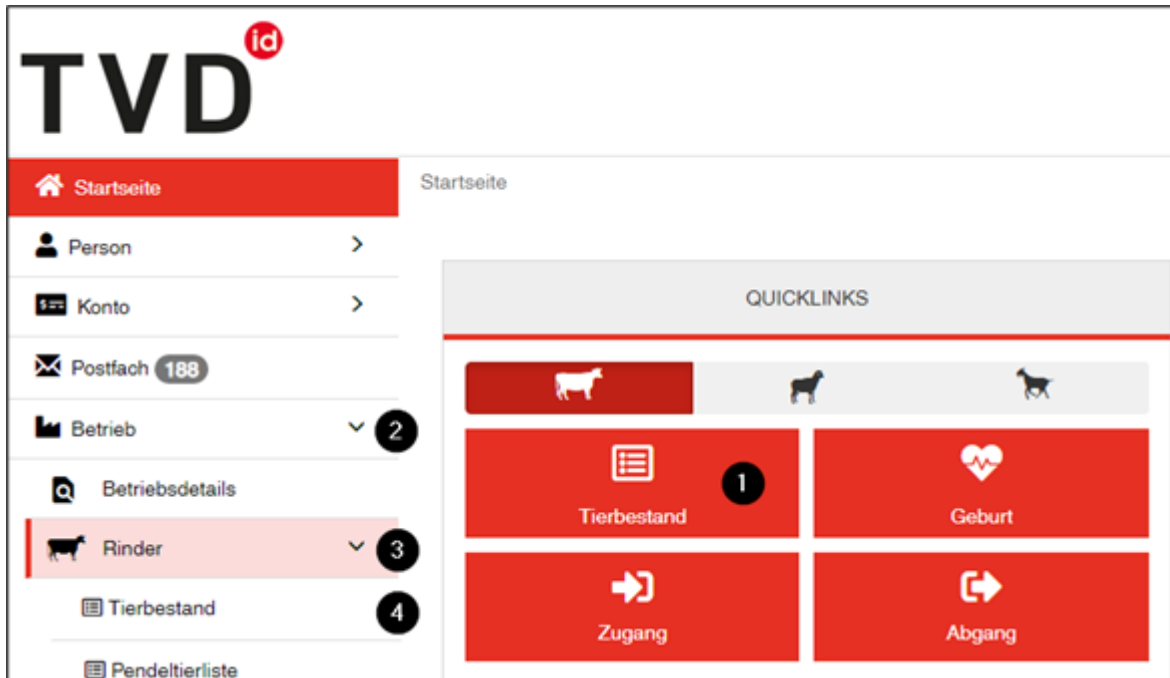 TVD id
Startseite
Startseite
Person
Konto
Postfach 188
Betrieb 2
Betriebsdetails
Rinder 3
Tierbestand 4
Pendeltierliste
QUICKLINKS
Tierbestand 1
Geburt
Zugang
Abgang